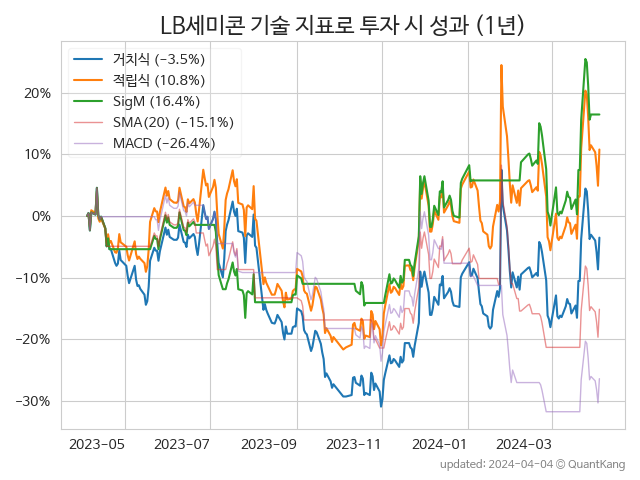 LB세미콘 기술 지표로 투자 시 성과 (1년)
거치식 (−3.5%)
적립식 (10.8%)
SigM (16.4%)
SMA(20) (−15.1%)
MACD (−26.4%)
20%
10%
0%
−10%
−20%
−30%
2023-05
2023-07
2023-09
2023-11
2024-01
2024-03
updated: 2024-04-04 © QuantKang